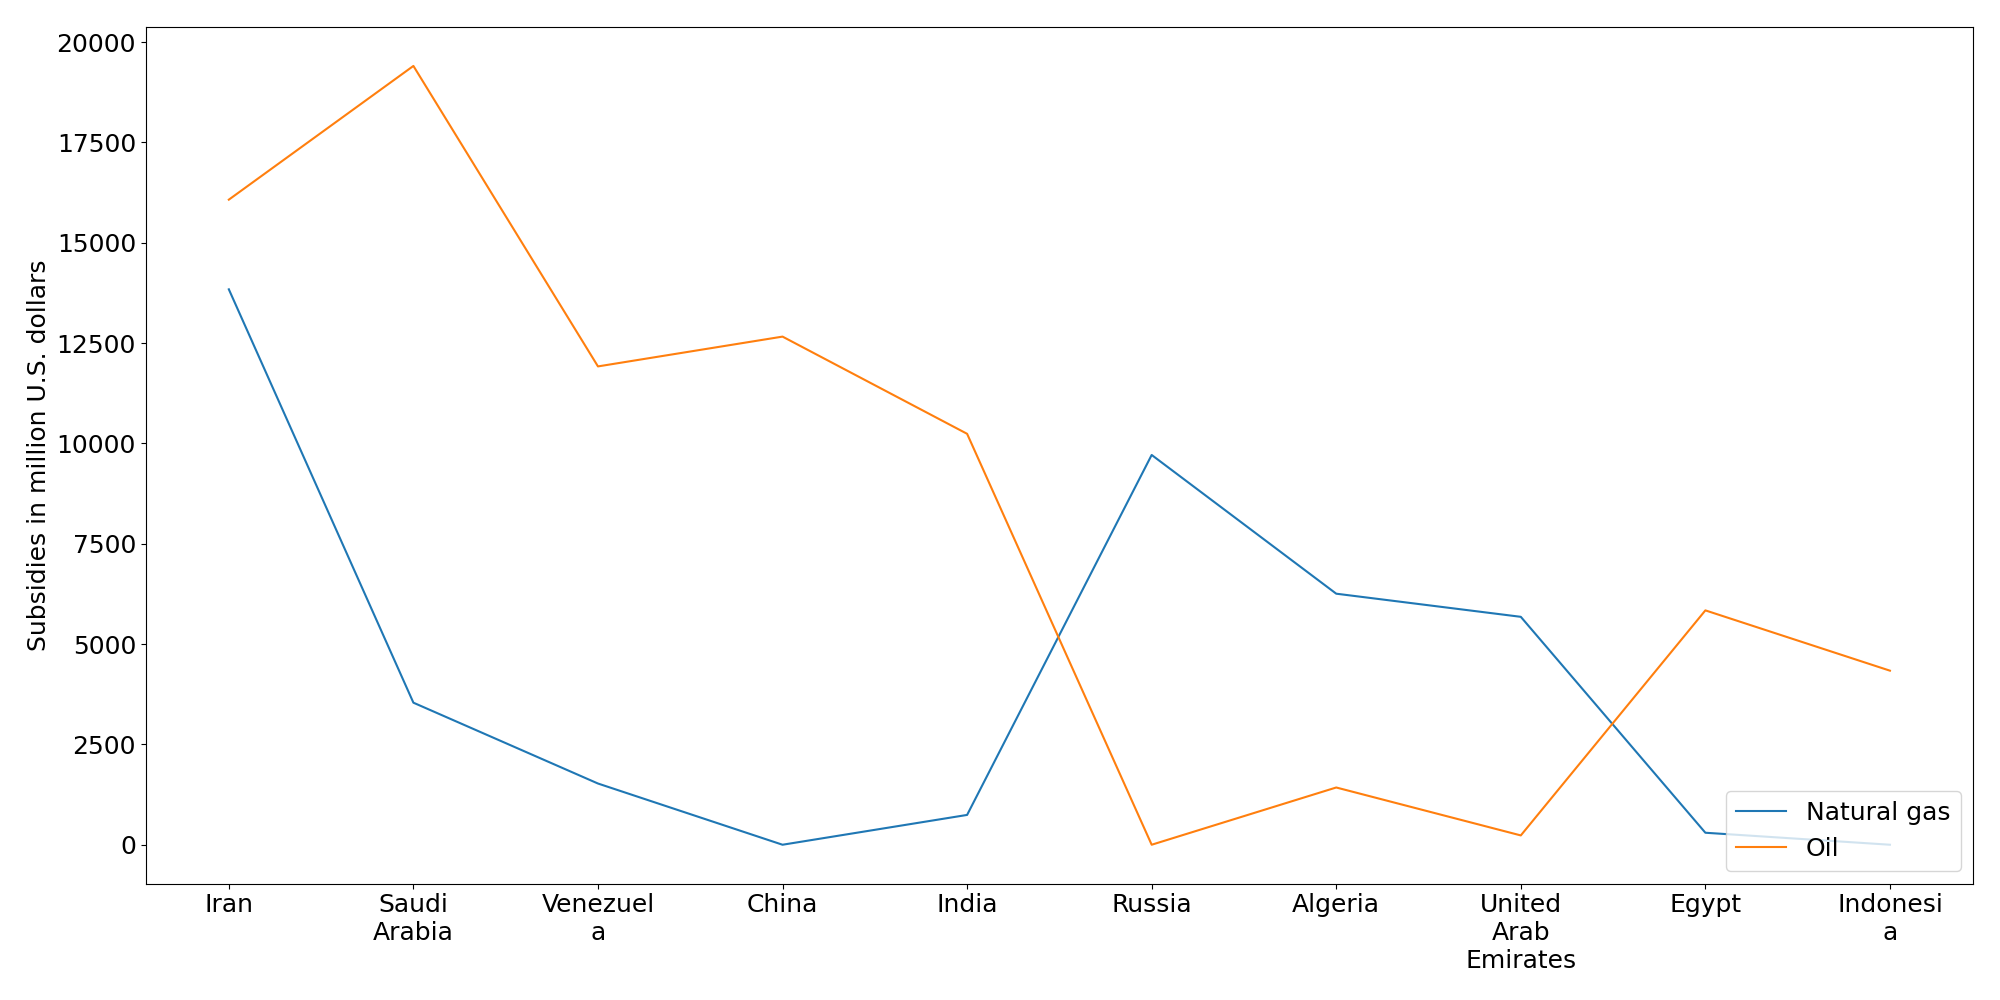 20000
17500
15000
12500
10000
7500
5000
2500
0
Subsidies in million U.S. dollars
Iran
Saudi
Arabia
Venezuel
a
China
India
Russia
Algeria
United
Arab
Emirates
Egypt
Indonesi
a
Natural gas
Oil